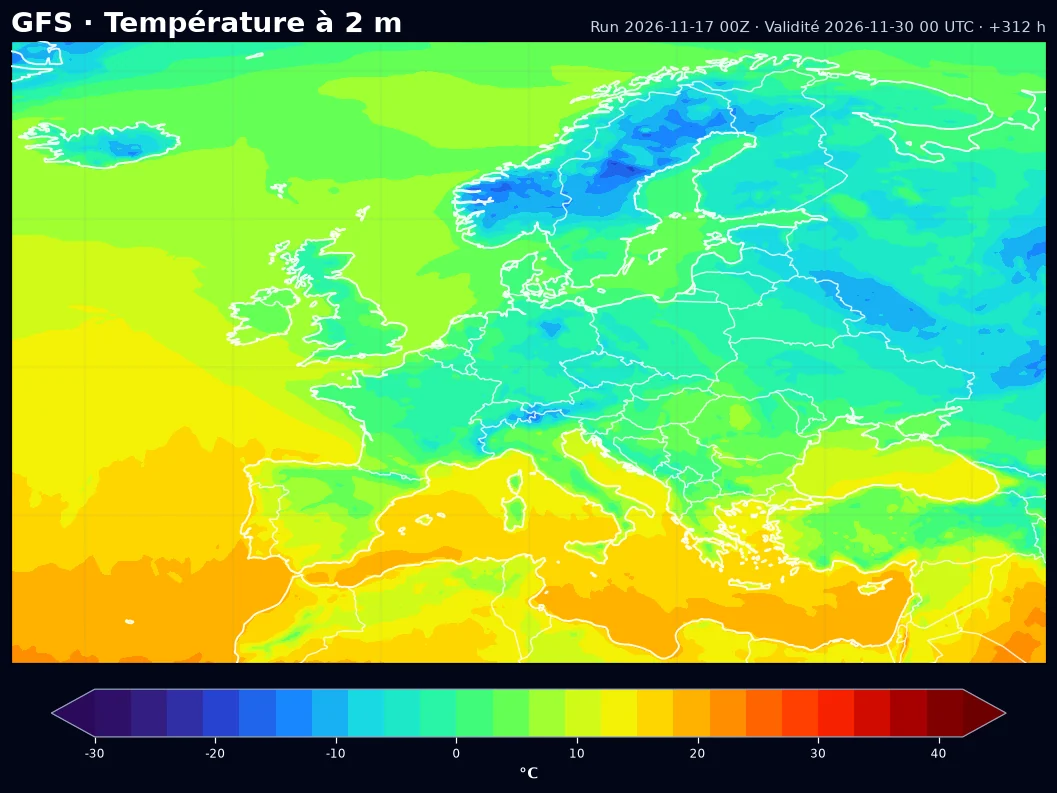 GFS · Température à 2 m
Run 2026-11-17 00Z · Validité 2026-11-30 00 UTC · +312 h
-30 -20 -10 0 10 20 30 40
°C